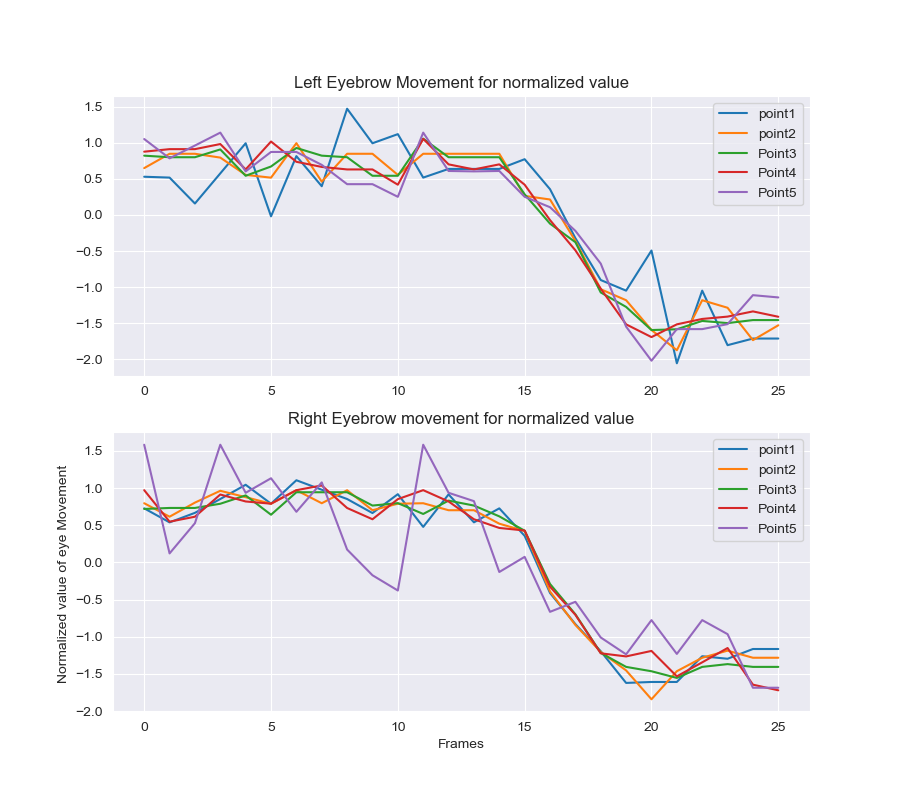 Left Eyebrow Movement for normalized value
1.5
1.0
0.5
0.0
−0.5
−1.0
−1.5
−2.0
point1
point2
Point3
Point4
Point5
0 5 10 15 20 25
Right Eyebrow movement for normalized value
Normalized value of eye Movement
1.5
1.0
0.5
0.0
−0.5
−1.0
−1.5
−2.0
point1
point2
Point3
Point4
Point5
0 5 10 15 20 25
Frames